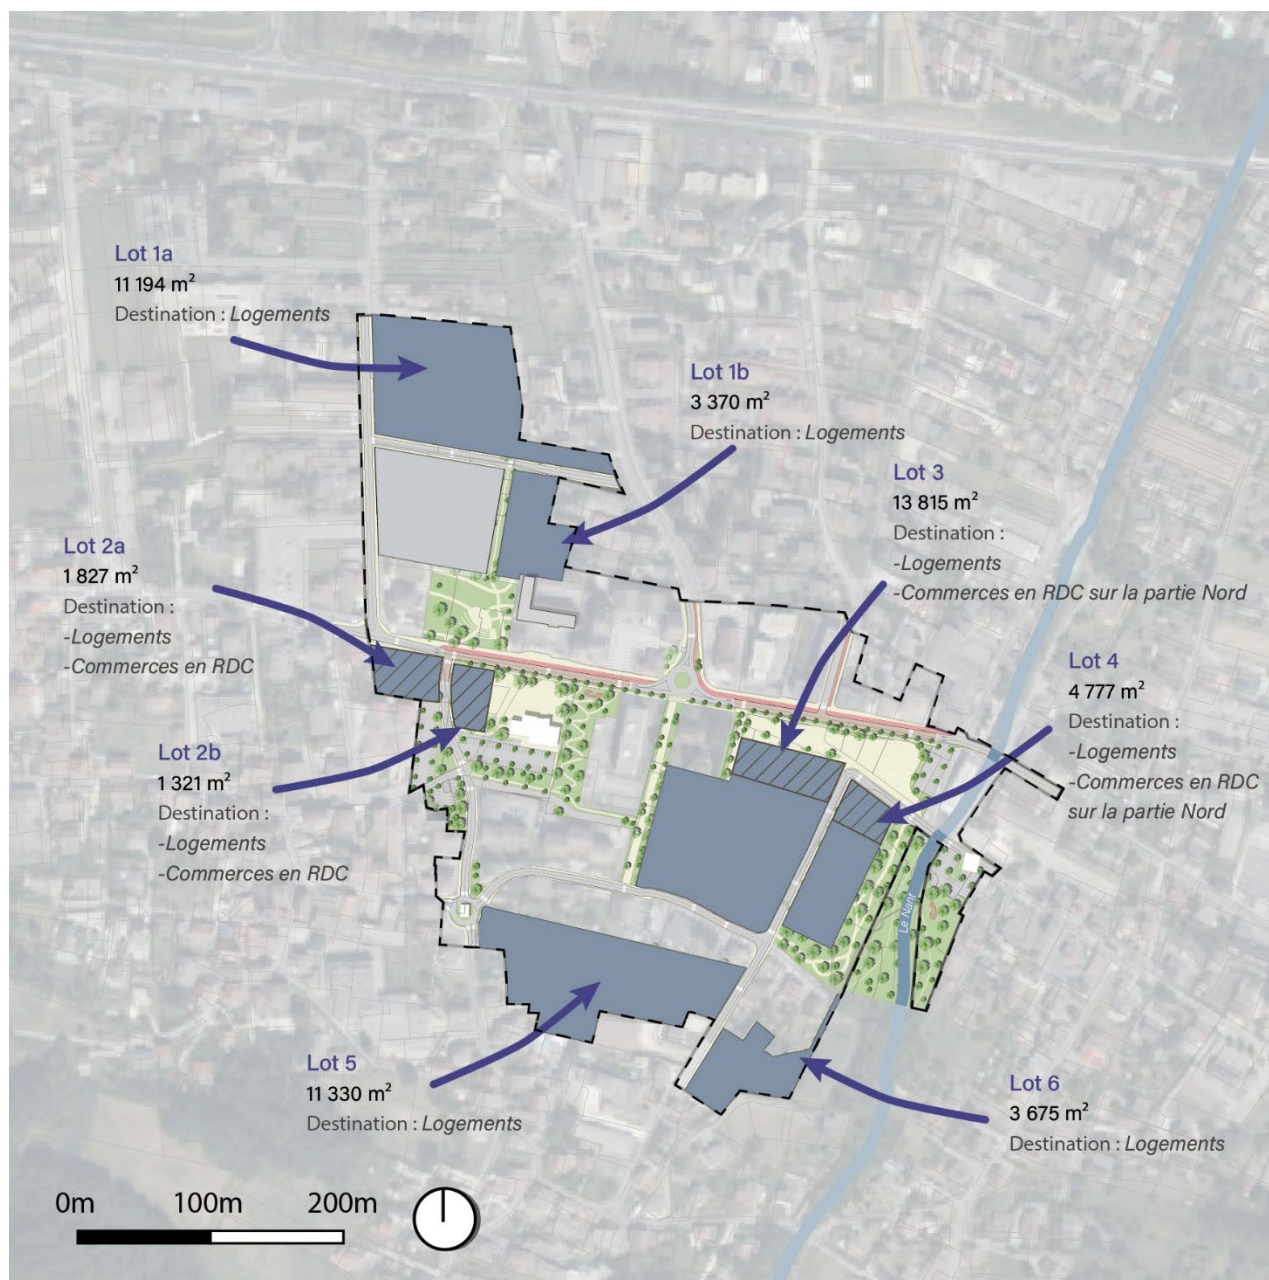 Lot 1a
11 194 m²
Destination : Logements
Lot 1b
3 370 m²
Destination : Logements
Lot 3
13 815 m²
Destination :
-Logements
-Commerces en RDC sur la partie Nord
Lot 2a
1 827 m²
Destination :
-Logements
-Commerces en RDC
Lot 4
4 777 m²
Destination :
-Logements
-Commerces en RDC
sur la partie Nord
Lot 2b
1 321 m²
Destination :
-Logements
-Commerces en RDC
Le Nant
Lot 5
11 330 m²
Destination : Logements
Lot 6
3 675 m²
Destination : Logements
0m 100m 200m